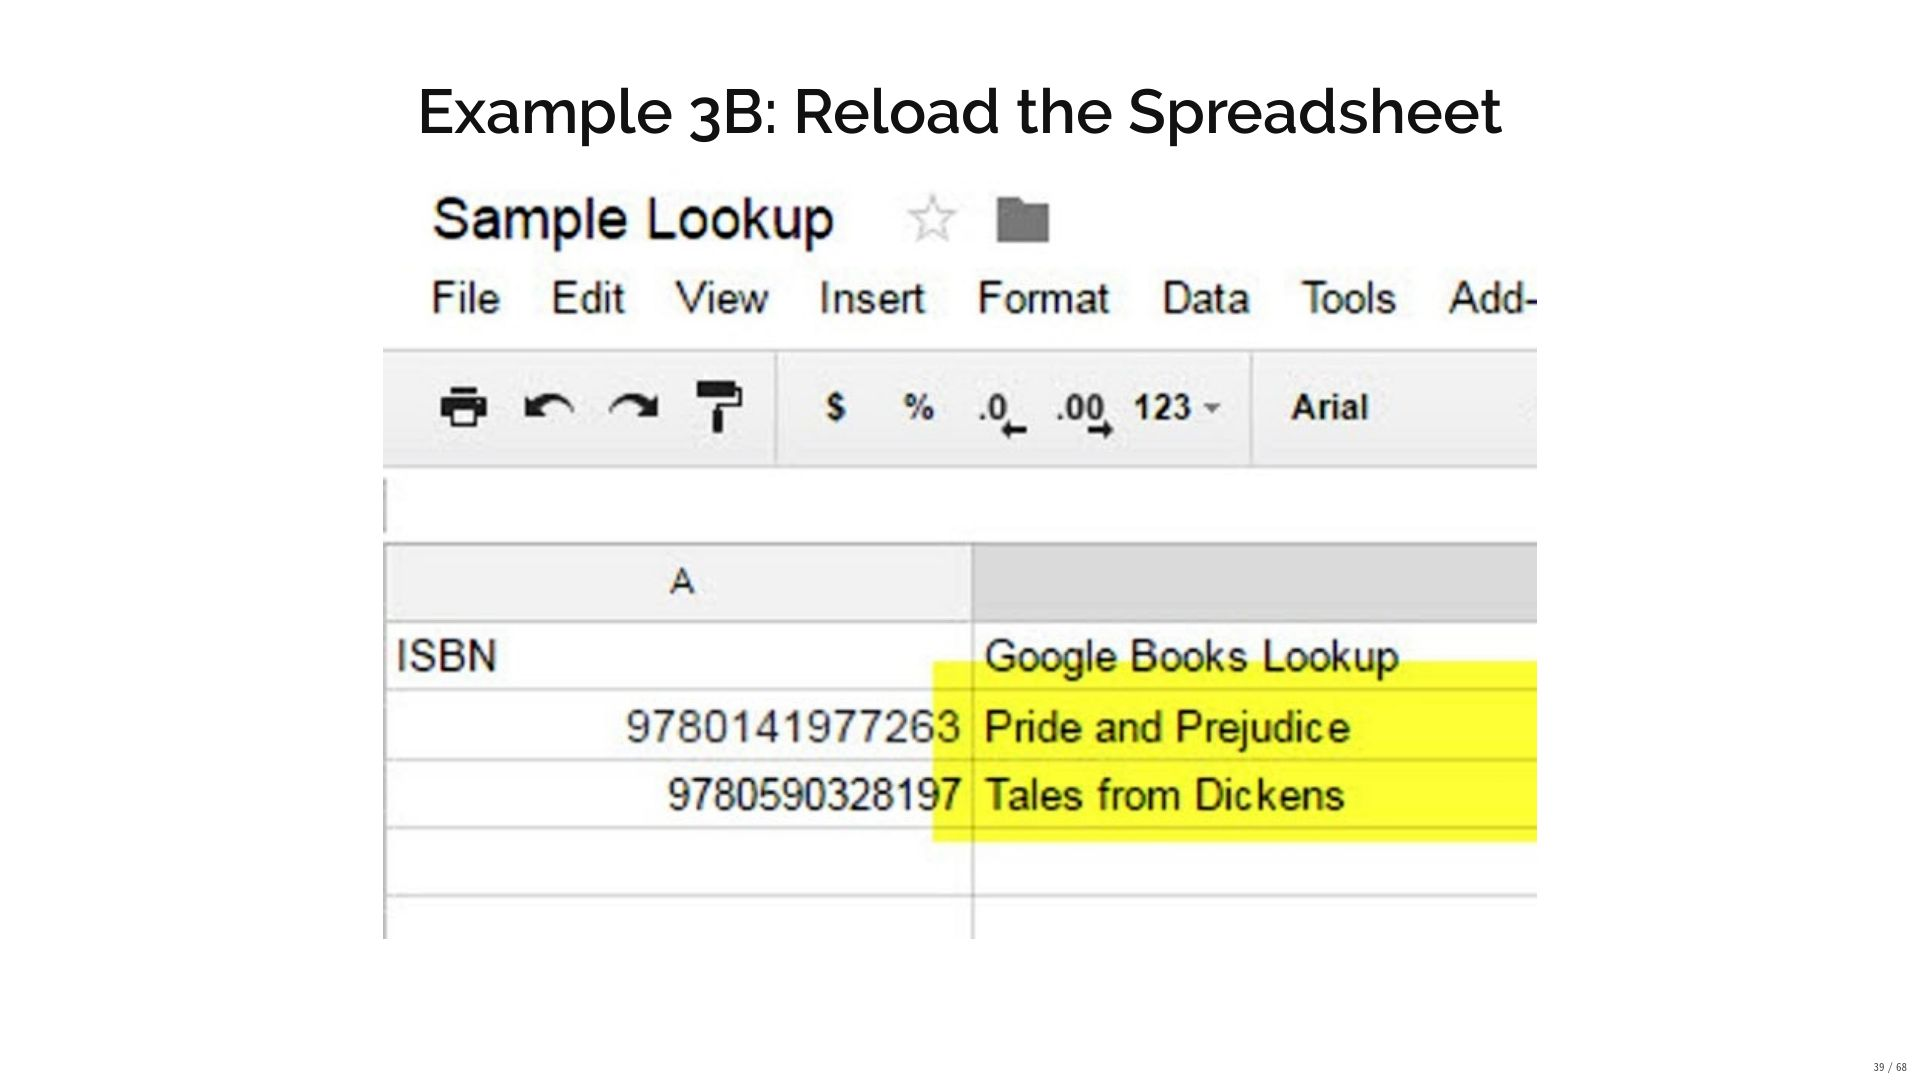 Example 3B: Reload the Spreadsheet
Sample Lookup
File Edit View Insert Format Data Tools Add-
$ % .0 .00 123 Arial
A
ISBN Google Books Lookup
9780141977263 Pride and Prejudice
9780590328197 Tales from Dickens
39 / 68